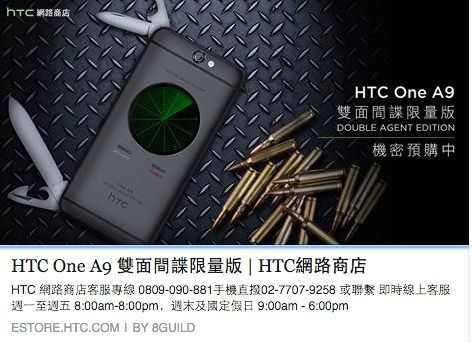 hTC 網路商店
HTC One A9
雙面間諜限量版
DOUBLE AGENT EDITION
機密預購中
One A9
hTC
HTC One A9 雙面間諜限量版 | HTC網路商店
HTC 網路商店客服專線 0809-090-881手機直撥02-7707-9258 或聯繫 即時線上客服
週一至週五 8:00am-8:00pm，週末及國定假日 9:00am - 6:00pm
ESTORE.HTC.COM | BY 8GUILD